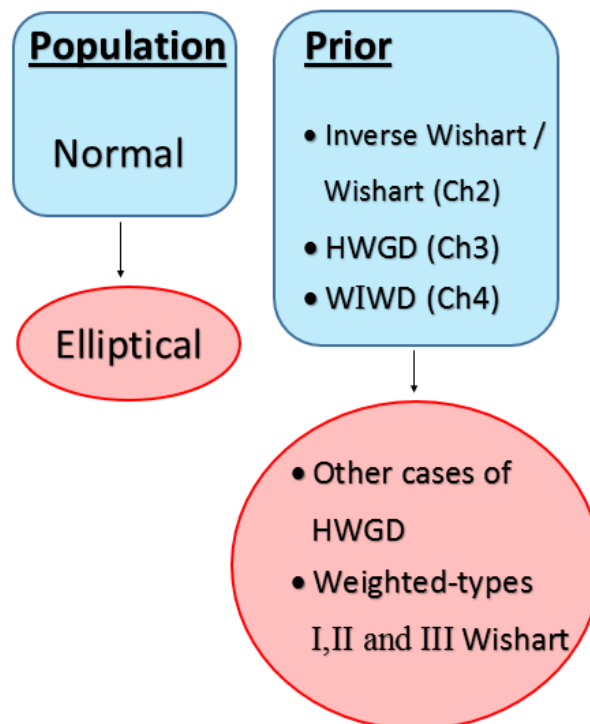 Population
Normal
Elliptical
Prior
• Inverse Wishart /
Wishart (Ch2)
• HWGD (Ch3)
• WIWD (Ch4)
• Other cases of
HWGD
• Weighted-types
I,II and III Wishart